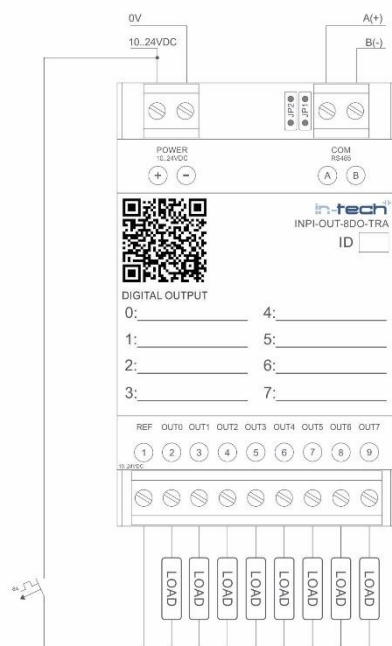 0V
A(+)
10..24VDC
B(-)
JP2
JP1
POWER
10..24VDC
COM
RS485
+ -
A B
in-tech
INPI-OUT-8DO-TRA
ID
DIGITAL OUTPUT
0: 4:
1: 5:
2: 6:
3: 7:
REF OUT0 OUT1 OUT2 OUT3 OUT4 OUT5 OUT6 OUT7
1 2 3 4 5 6 7 8 9
10..24VDC
LOAD LOAD LOAD LOAD LOAD LOAD LOAD LOAD